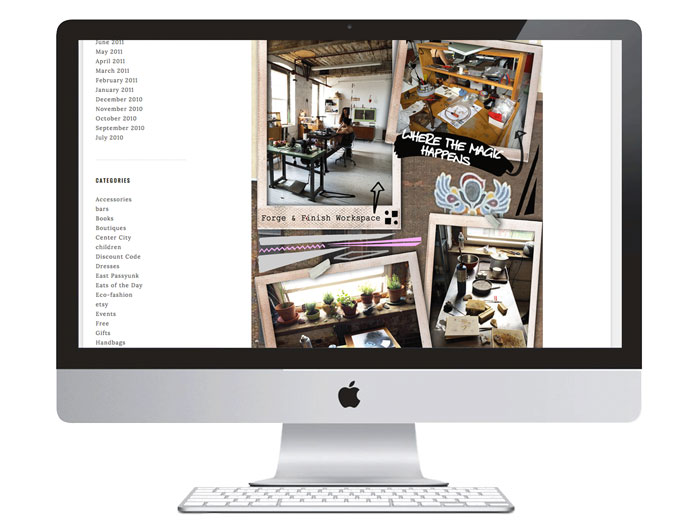 June 2011
May 2011
April 2011
March 2011
February 2011
January 2011
December 2010
November 2010
October 2010
September 2010
July 2010
CATEGORIES
Accessories
bars
Books
Boutiques
Center City
children
Discount Code
Dresses
East Passyunk
Eats of the Day
Eco-fashion
etsy
Events
Free
Gifts
Handbags
WHERE THE MAGIC
HAPPENS
Forge & Finish Workspace